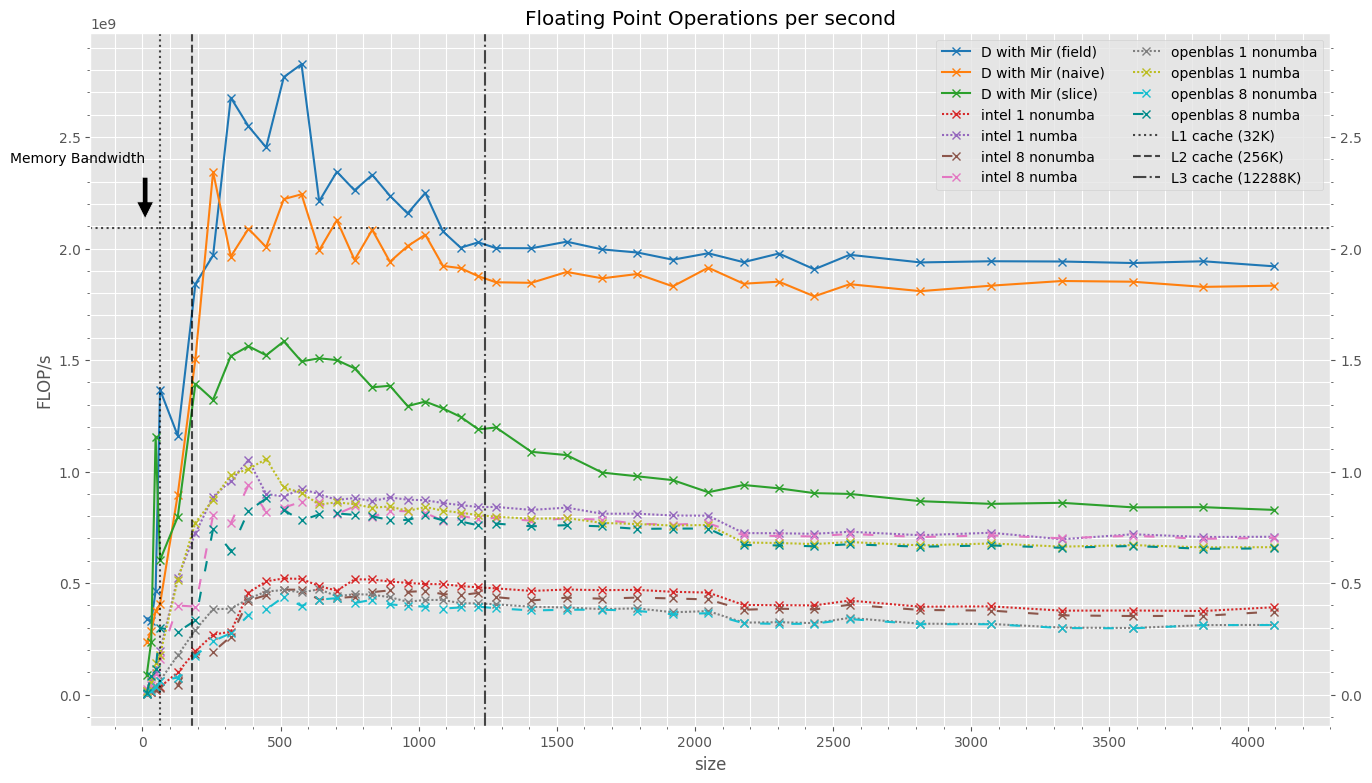 Floating Point Operations per second
1e9
D with Mir (field)
D with Mir (naive)
D with Mir (slice)
intel 1 nonumba
intel 1 numba
intel 8 nonumba
intel 8 numba
openblas 1 nonumba
openblas 1 numba
openblas 8 nonumba
openblas 8 numba
L1 cache (32K)
L2 cache (256K)
L3 cache (12288K)
Memory Bandwidth
FLOP/s
2.5
2.0
1.5
1.0
0.5
0.0
2.5
2.0
1.5
1.0
0.5
0.0
0 500 1000 1500 2000 2500 3000 3500 4000
size